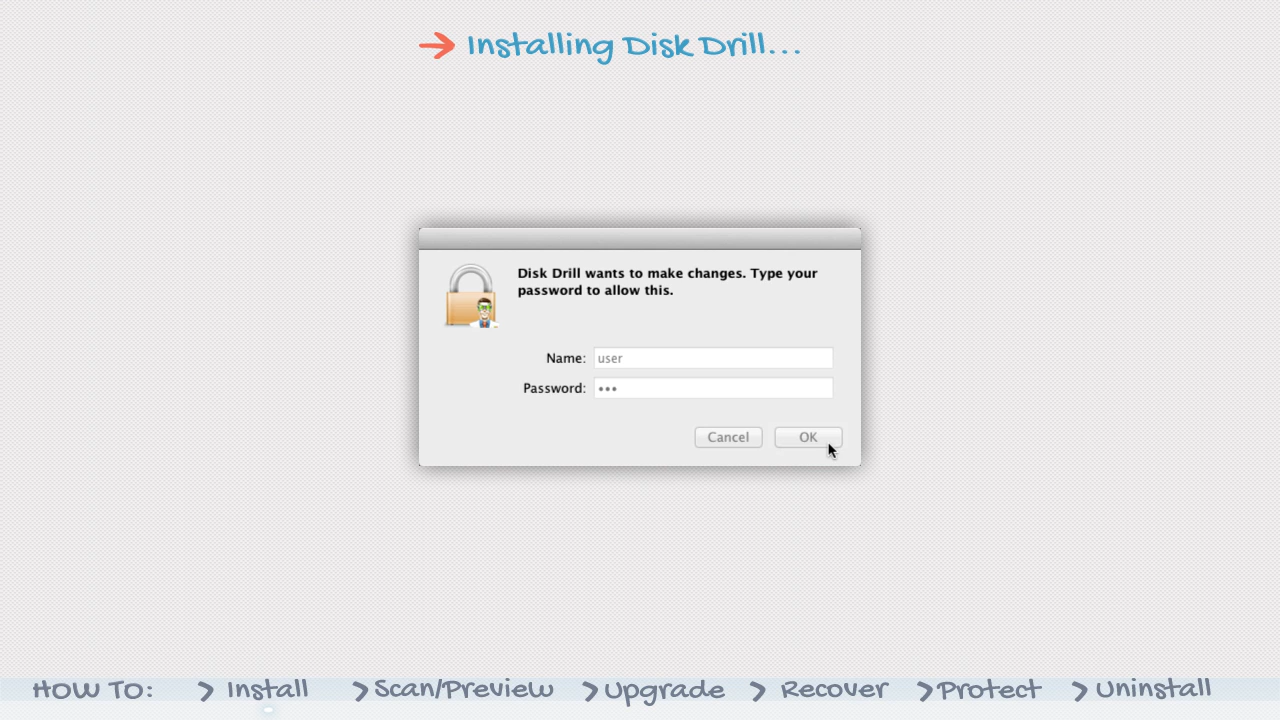 Installing Disk Drill...
Disk Drill wants to make changes. Type your
password to allow this.
Name: user
Password: •••
Cancel OK
HOW TO: > Install > Scan/Preview > Upgrade > Recover > Protect > Uninstall